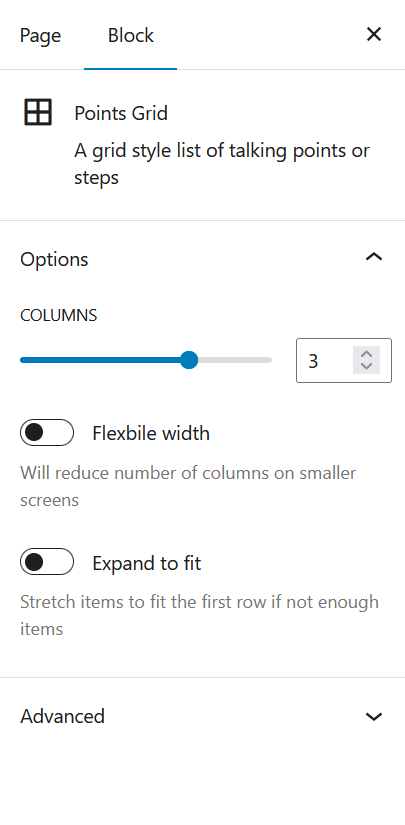 Page Block
Points Grid
A grid style list of talking points or
steps
Options
COLUMNS
3
Flexbile width
Will reduce number of columns on smaller
screens
Expand to fit
Stretch items to fit the first row if not enough
items
Advanced